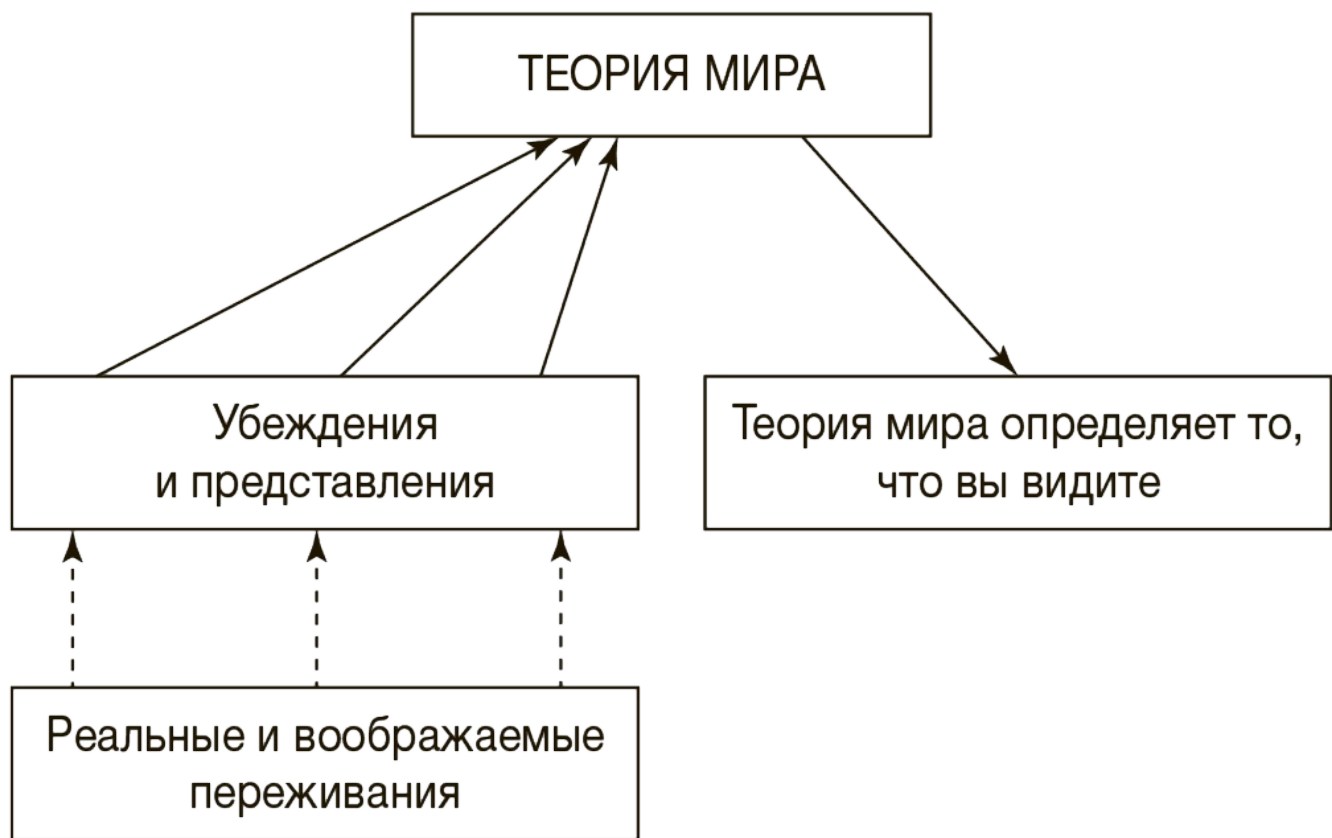 ТЕОРИЯ МИРА
Убеждения
и представления
Теория мира определяет то,
что вы видите
Реальные и воображаемые
переживания